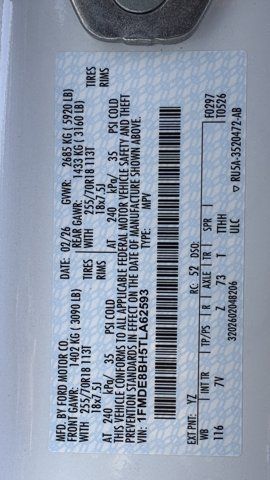 MFD. BY FORD MOTOR CO.
DATE: 02/26 GVWR: 2685 KG ( 5920 LB)
FRONT GAWR: 1402 KG ( 3090 LB) REAR GAWR: 1433 KG ( 3160 LB)
WITH 255/70R18 113T TIRES WITH 255/70R18 113T TIRES
18x7.5J RIMS 18x7.5J RIMS
AT 240 kPa/ 35 PSI COLD AT 240 kPa/ 35 PSI COLD
THIS VEHICLE CONFORMS TO ALL APPLICABLE FEDERAL MOTOR VEHICLE SAFETY AND THEFT
PREVENTION STANDARDS IN EFFECT ON THE DATE OF MANUFACTURE SHOWN ABOVE.
VIN: 1FMDE8BH5TLA62593 TYPE: MPV
F0297
T0526
EXT PNT: YZ RC: 52 DSO:
WB INT TR TP/PS R AXLE TR SPR
116 7V Z 73 T TTHH
ULC
3202602048206
RU5A-3520472-AB